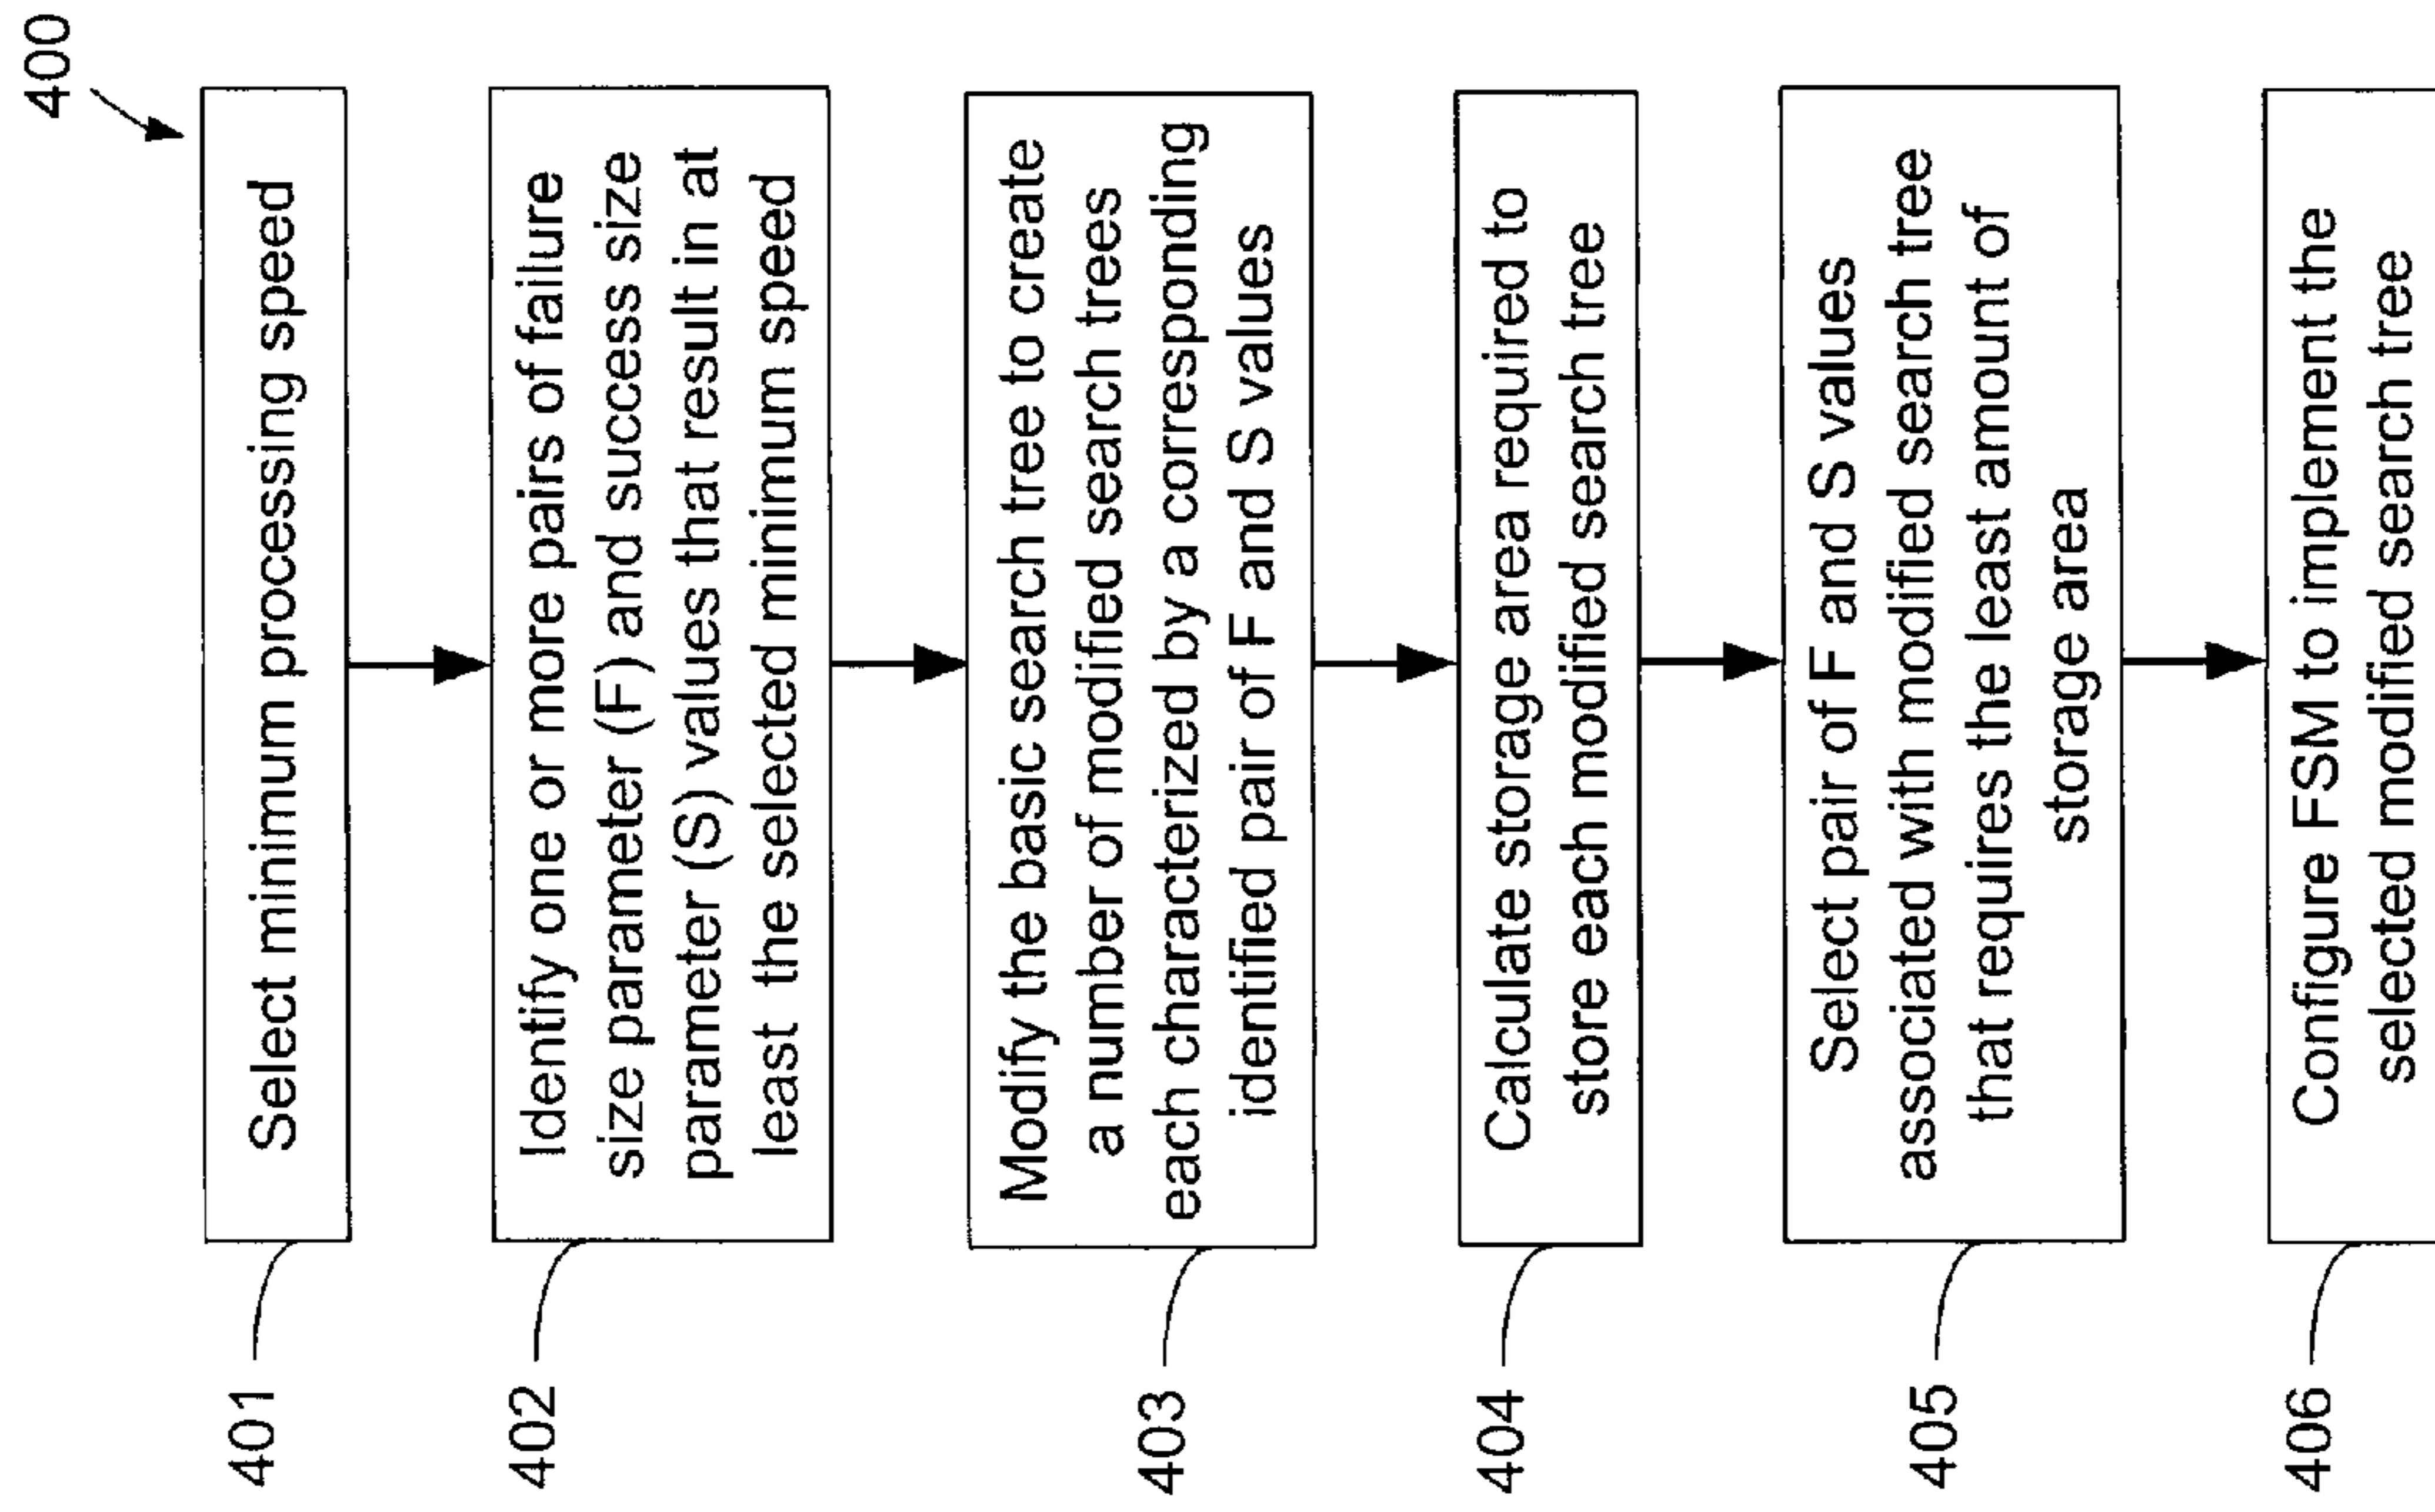 400
401
Select minimum processing speed
402
Identify one or more pairs of failure
size parameter (F) and success size
parameter (S) values that result in at
least the selected minimum speed
403
Modify the basic search tree to create
a number of modified search trees
each characterized by a corresponding
identified pair of F and S values
404
Calculate storage area required to
store each modified search tree
405
Select pair of F and S values
associated with modified search tree
that requires the least amount of
storage area
406
Configure FSM to implement the
selected modified search tree